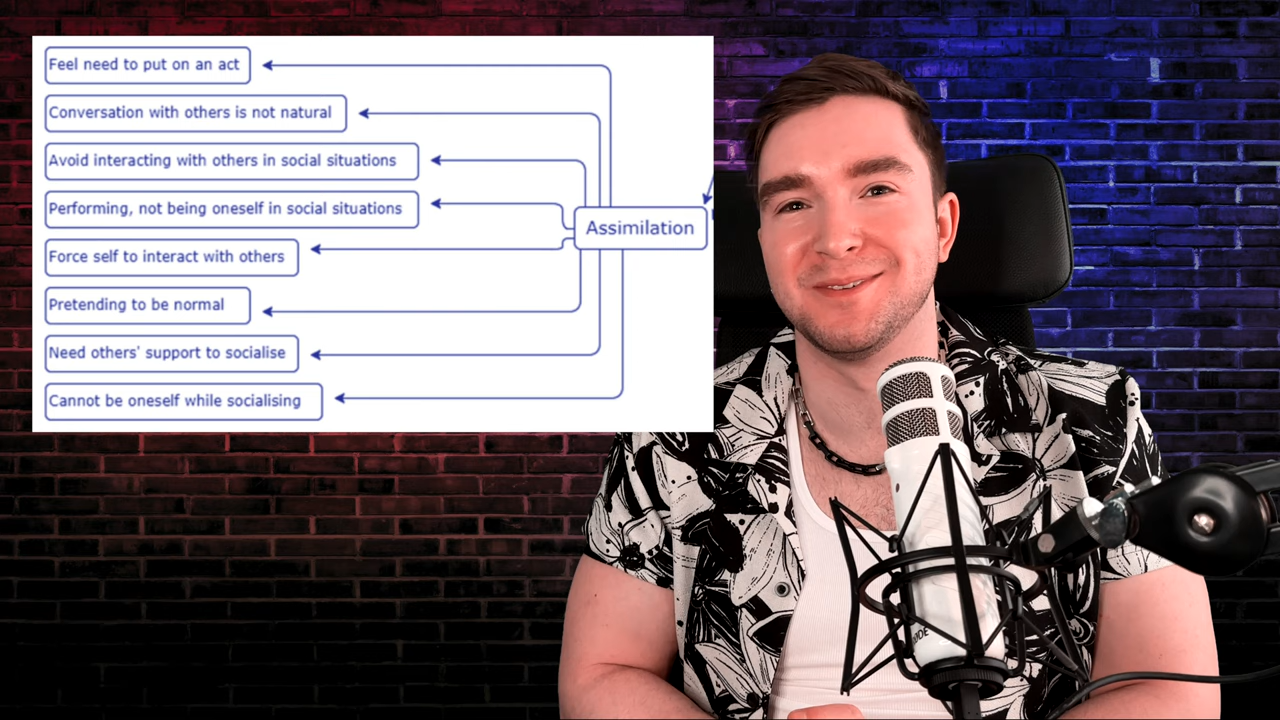 Feel need to put on an act
Conversation with others is not natural
Avoid interacting with others in social situations
Performing, not being oneself in social situations
Assimilation
Force self to interact with others
Pretending to be normal
Need others' support to socialise
Cannot be oneself while socialising